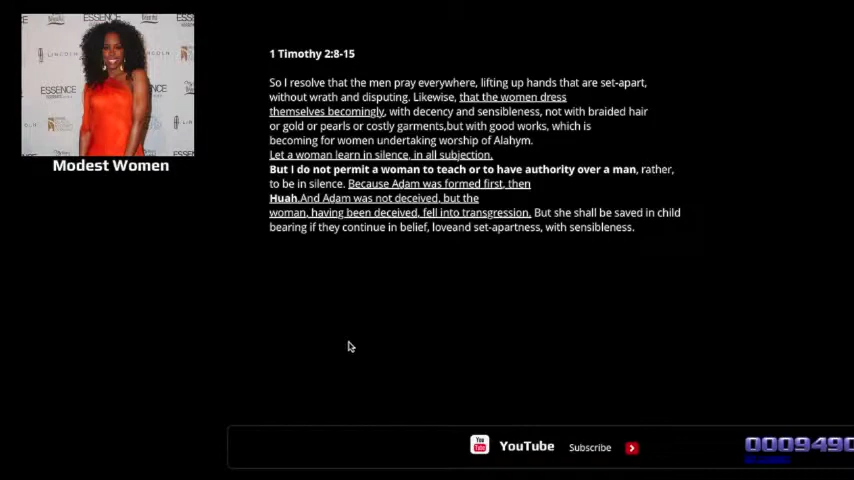 ESSENCE
LINCOLN
ESSENCE
Modest Women
1 Timothy 2:8-15
So I resolve that the men pray everywhere, lifting up hands that are set-apart,
without wrath and disputing. Likewise, that the women dress
themselves becomingly, with decency and sensibleness, not with braided hair
or gold or pearls or costly garments,but with good works, which is
becoming for women undertaking worship of Alahym.
Let a woman learn in silence, in all subjection.
But I do not permit a woman to teach or to have authority over a man, rather,
to be in silence. Because Adam was formed first, then
Huah.And Adam was not deceived, but the
woman, having been deceived, fell into transgression. But she shall be saved in child
bearing if they continue in belief, loveand set-apartness, with sensibleness.
You Tube YouTube Subscribe
0009490